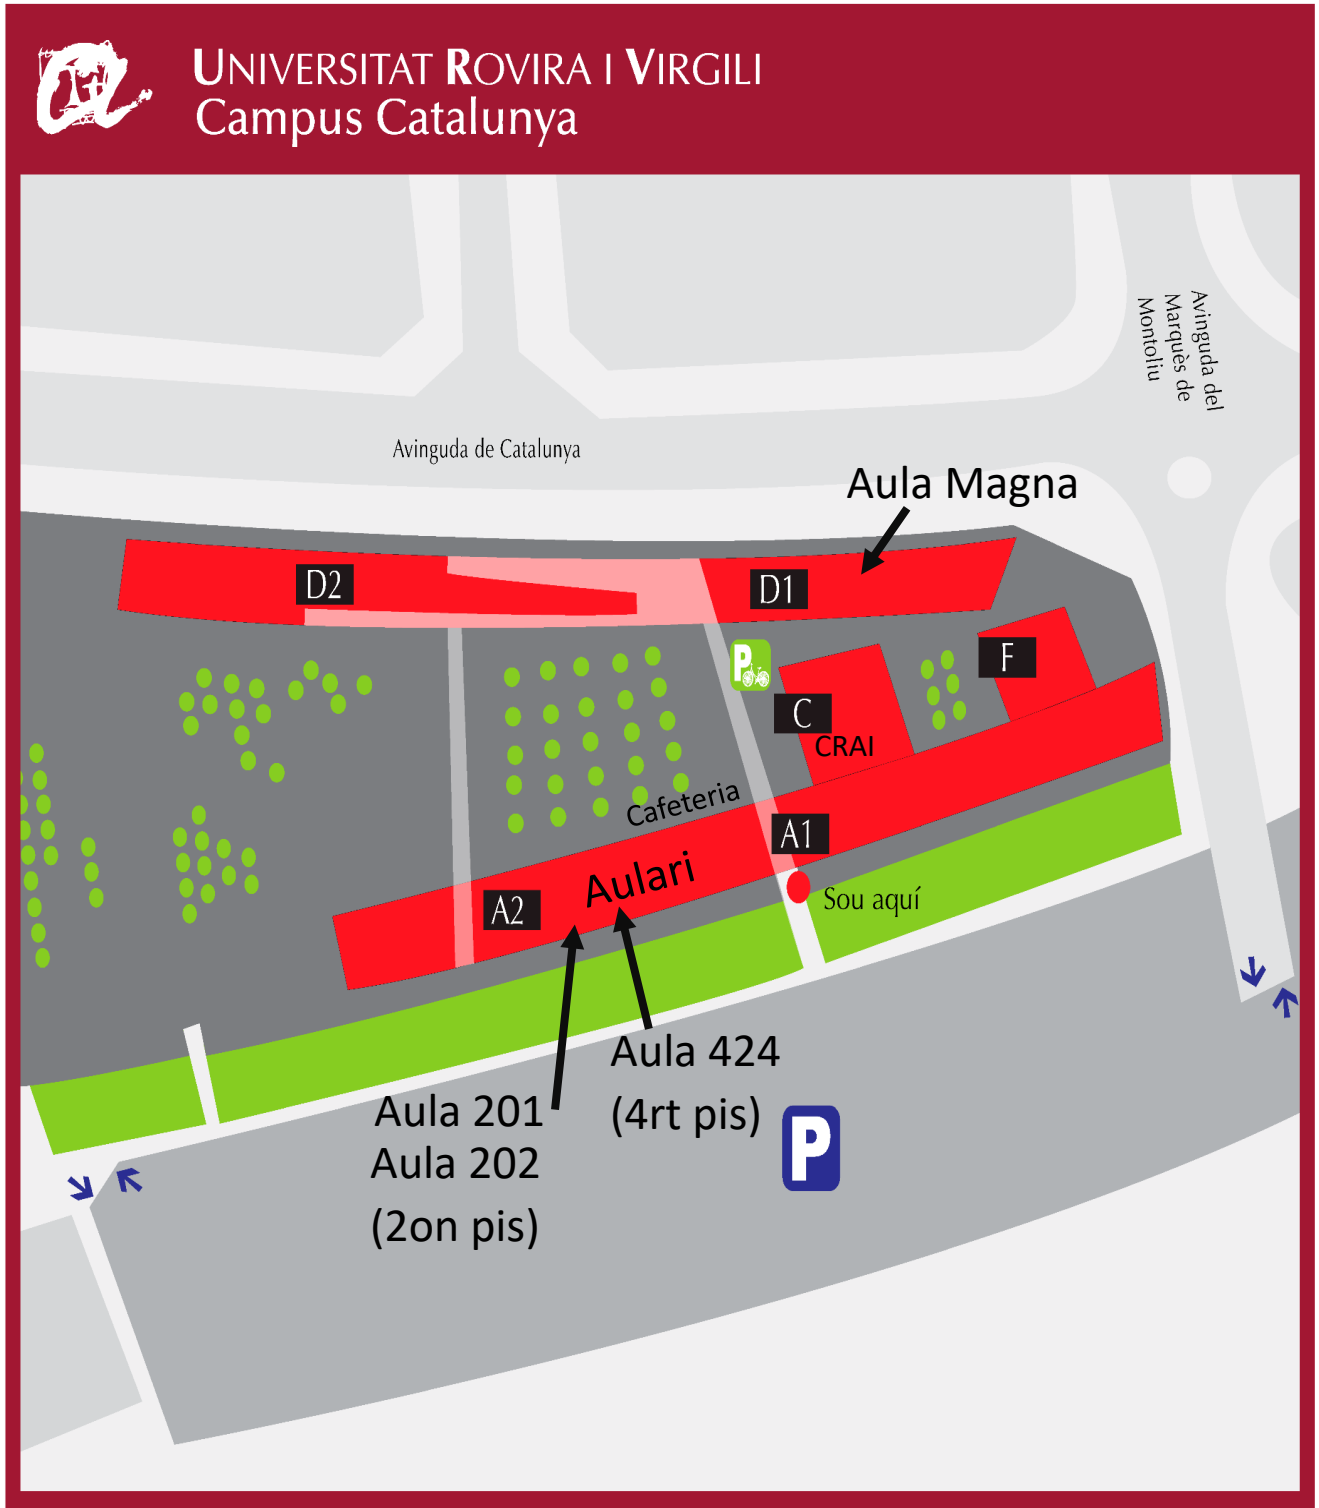 UNIVERSITAT ROVIRA I VIRGILI
Campus Catalunya
Avinguda del
Marquès de
Montoliu
Avinguda de Catalunya
Aula Magna
D2
D1
F
P
C
CRAI
Cafeteria
A1
Aulari
A2
Sou aquí
Aula 424
(4rt pis)
Aula 201
Aula 202
(2on pis)
P